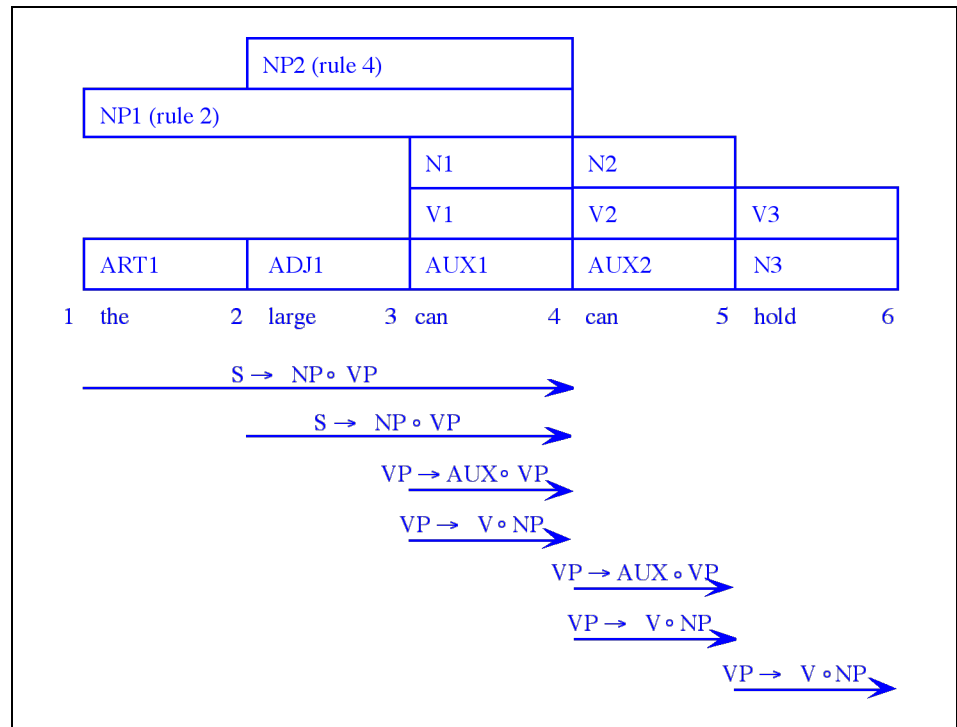 NP2 (rule 4)
NP1 (rule 2)
N1 N2
V1 V2 V3
ART1 ADJ1 AUX1 AUX2 N3
1 the 2 large 3 can 4 can 5 hold 6
S → NP ∘ VP
S → NP ∘ VP
VP → AUX ∘ VP
VP → V ∘ NP
VP → AUX ∘ VP
VP → V ∘ NP
VP → V ∘ NP